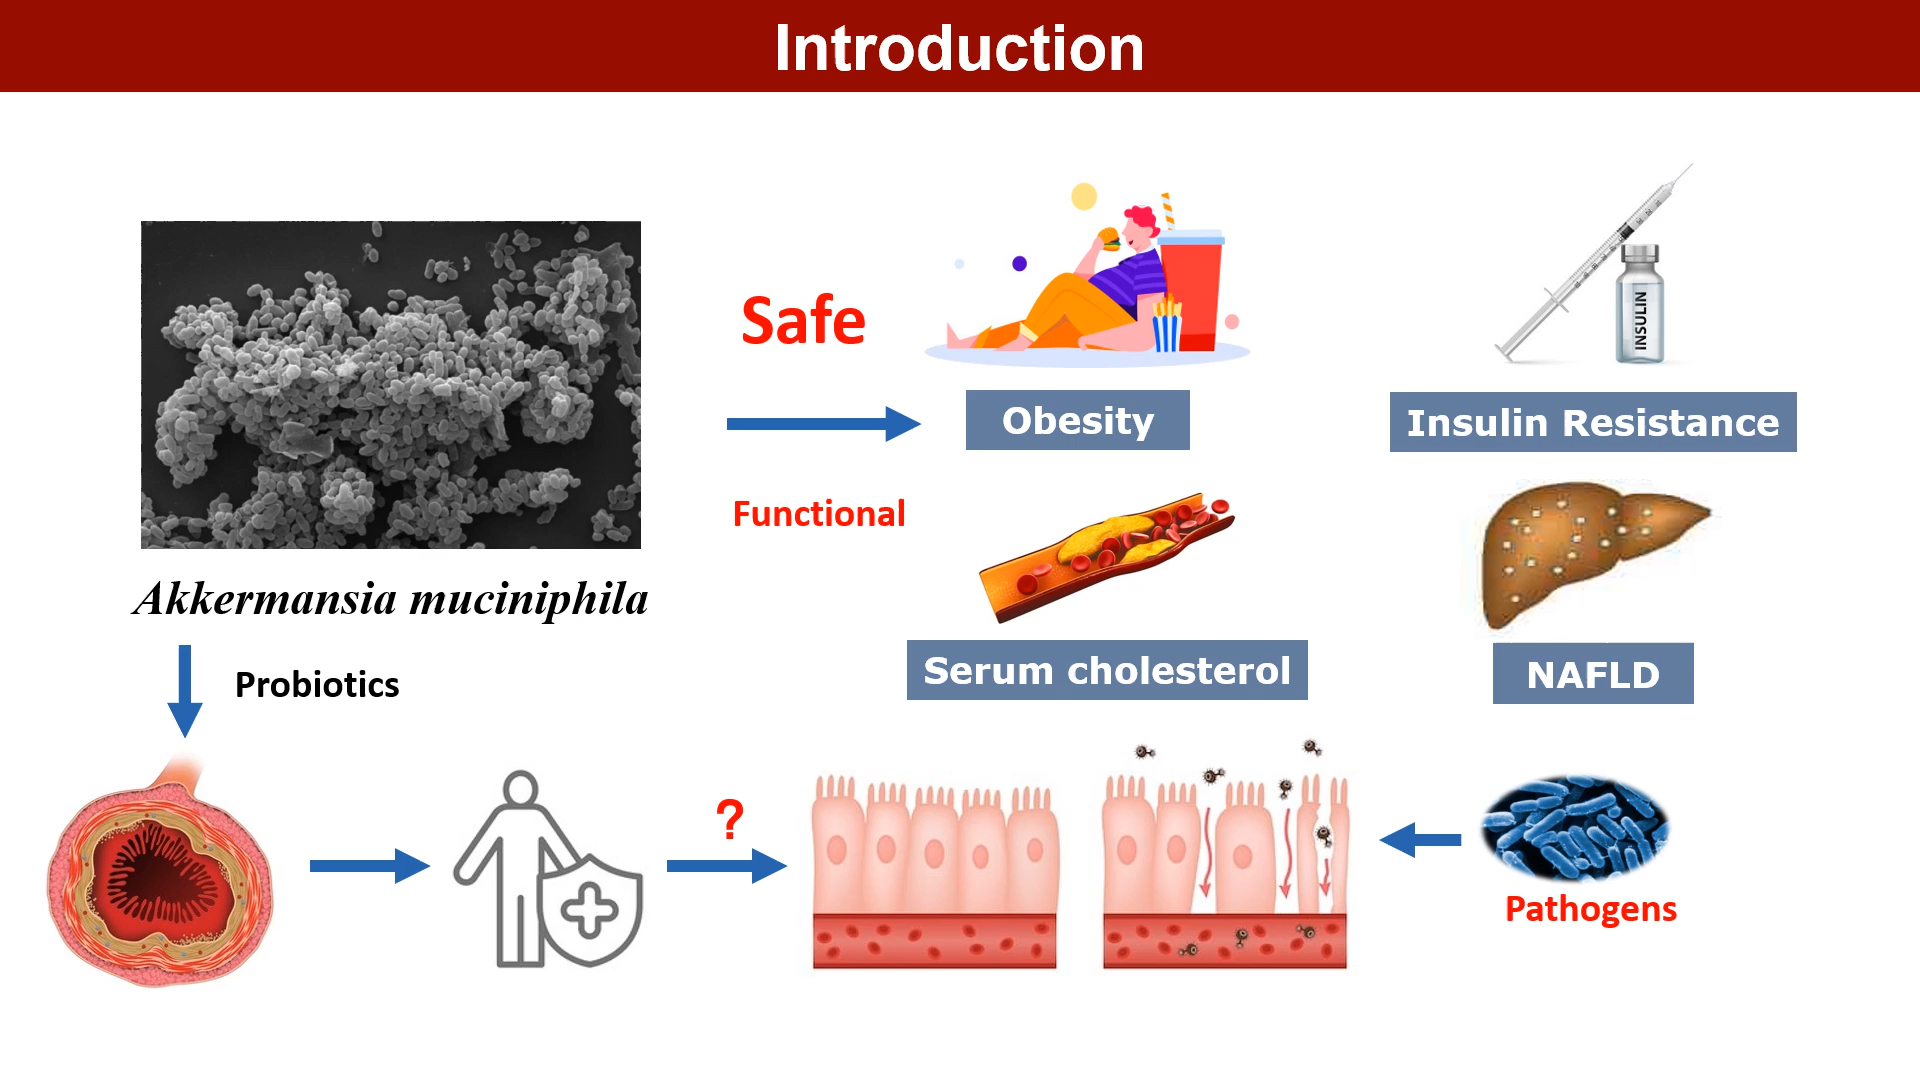 Introduction
Safe
INSULIN
Obesity
Insulin Resistance
Functional
Akkermansia muciniphila
Serum cholesterol
NAFLD
Probiotics
?
Pathogens